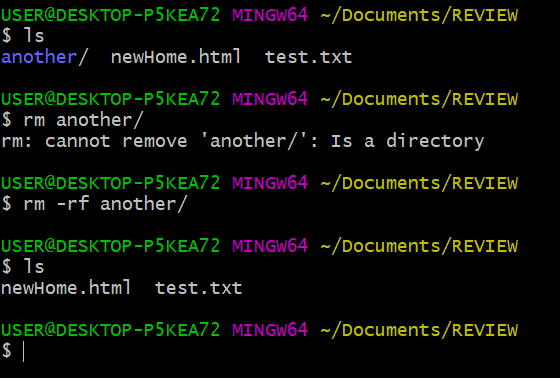 USER@DESKTOP-P5KEA72 MINGW64 ~/Documents/REVIEW
$ ls
another/  newHome.html  test.txt
USER@DESKTOP-P5KEA72 MINGW64 ~/Documents/REVIEW
$ rm another/
rm: cannot remove 'another/': Is a directory
USER@DESKTOP-P5KEA72 MINGW64 ~/Documents/REVIEW
$ rm -rf another/
USER@DESKTOP-P5KEA72 MINGW64 ~/Documents/REVIEW
$ ls
newHome.html  test.txt
USER@DESKTOP-P5KEA72 MINGW64 ~/Documents/REVIEW
$